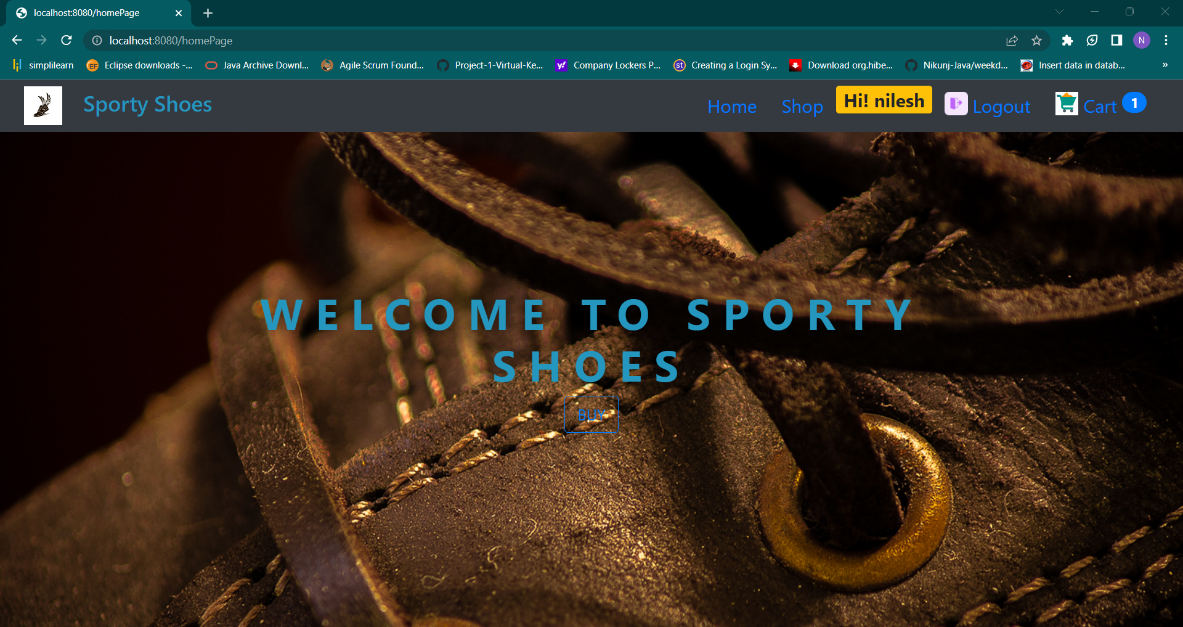 localhost:8080/homePage
localhost:8080/homePage
N
simplilearn
Eclipse downloads -...
Java Archive Downl...
Agile Scrum Found...
Project-1-Virtual-Ke...
Company Lockers P...
Creating a Login Sy...
Download org.hibe...
Nikunj-Java/weekd...
Insert data in datab...
»
Sporty Shoes
Home
Shop
Hi! nilesh
Logout
Cart 1
WELCOME TO SPORTY
SHOES
BUY